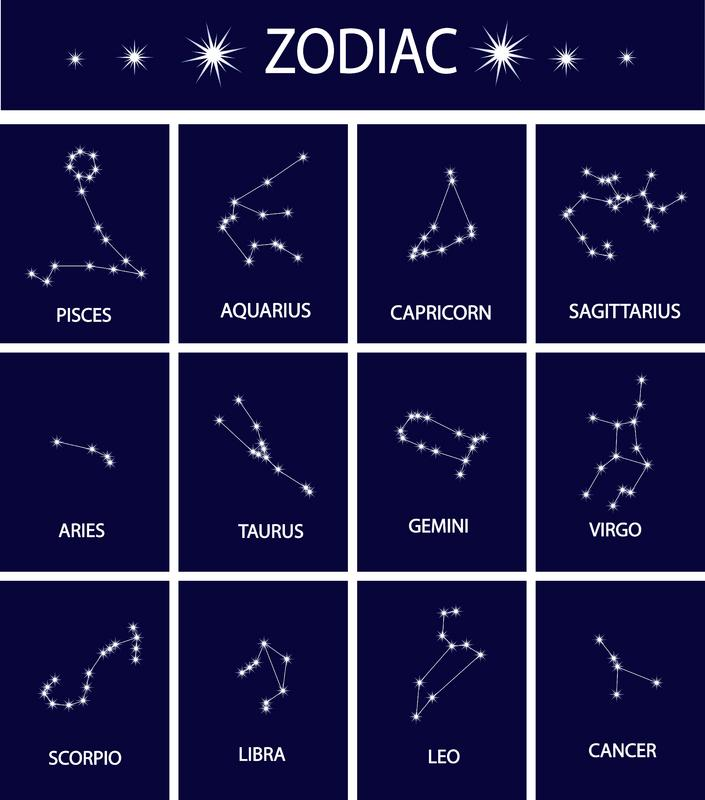 ZODIAC
PISCES
AQUARIUS
CAPRICORN
SAGITTARIUS
ARIES
TAURUS
GEMINI
VIRGO
SCORPIO
LIBRA
LEO
CANCER